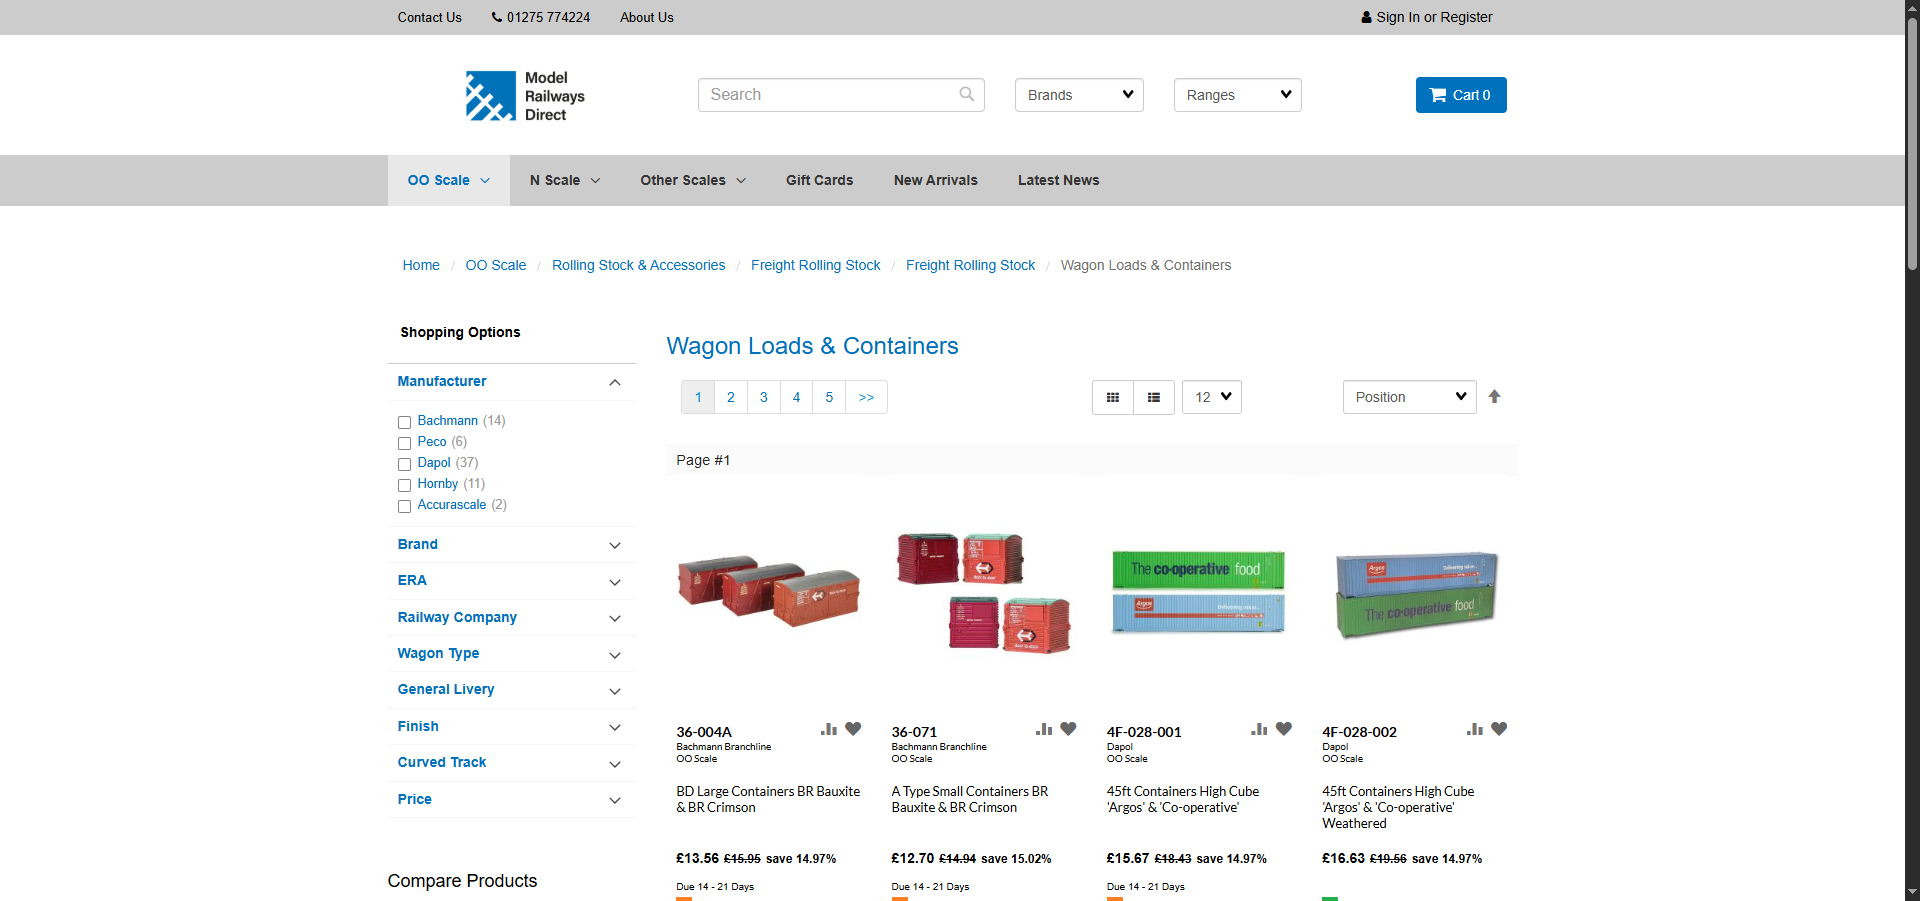 Contact Us
01275 774224
About Us
Sign In or Register
Model
Railways
Direct
Search
Brands
Ranges
Cart 0
OO Scale
N Scale
Other Scales
Gift Cards
New Arrivals
Latest News
Home / OO Scale / Rolling Stock & Accessories / Freight Rolling Stock / Freight Rolling Stock / Wagon Loads & Containers
Shopping Options
Manufacturer
Bachmann (14)
Peco (6)
Dapol (37)
Hornby (11)
Accurascale (2)
Brand
ERA
Railway Company
Wagon Type
General Livery
Finish
Curved Track
Price
Compare Products
Wagon Loads & Containers
1 2 3 4 5 >>
12
Position
Page #1
The co-operative food
Argos
Delivering value...
Argos
Delivering value...
The co-operative food
36-004A
Bachmann Branchline
OO Scale
BD Large Containers BR Bauxite
& BR Crimson
£13.56 £15.95 save 14.97%
Due 14 - 21 Days
36-071
Bachmann Branchline
OO Scale
A Type Small Containers BR
Bauxite & BR Crimson
£12.70 £14.94 save 15.02%
Due 14 - 21 Days
4F-028-001
Dapol
OO Scale
45ft Containers High Cube
'Argos' & 'Co-operative'
£15.67 £18.43 save 14.97%
Due 14 - 21 Days
4F-028-002
Dapol
OO Scale
45ft Containers High Cube
'Argos' & 'Co-operative'
Weathered
£16.63 £19.56 save 14.97%